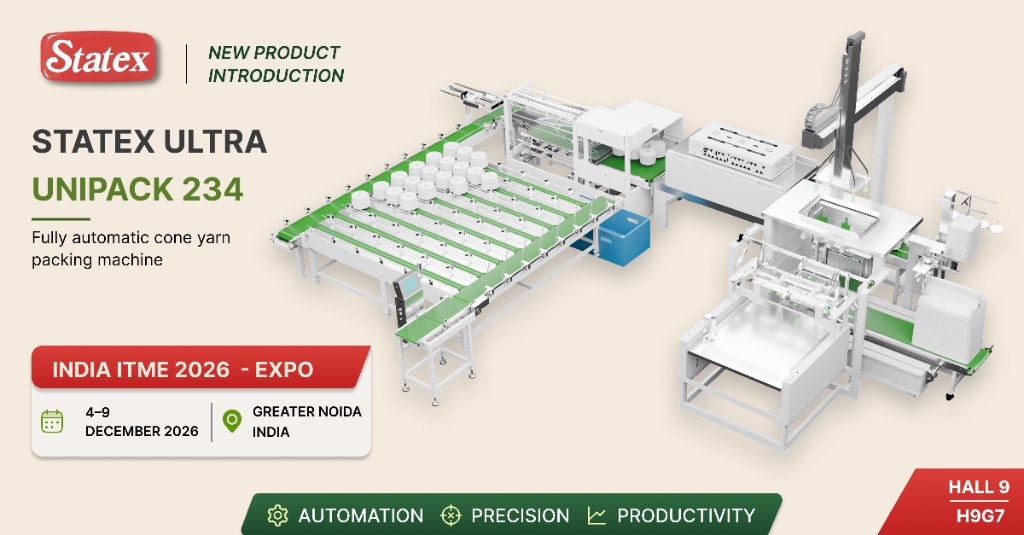 Statex
NEW PRODUCT
INTRODUCTION
STATEX ULTRA
UNIPACK 234
Fully automatic cone yarn
packing machine
INDIA ITME 2026 - EXPO
4–9
DECEMBER 2026
GREATER NOIDA
INDIA
AUTOMATION
PRECISION
PRODUCTIVITY
HALL 9
H9G7